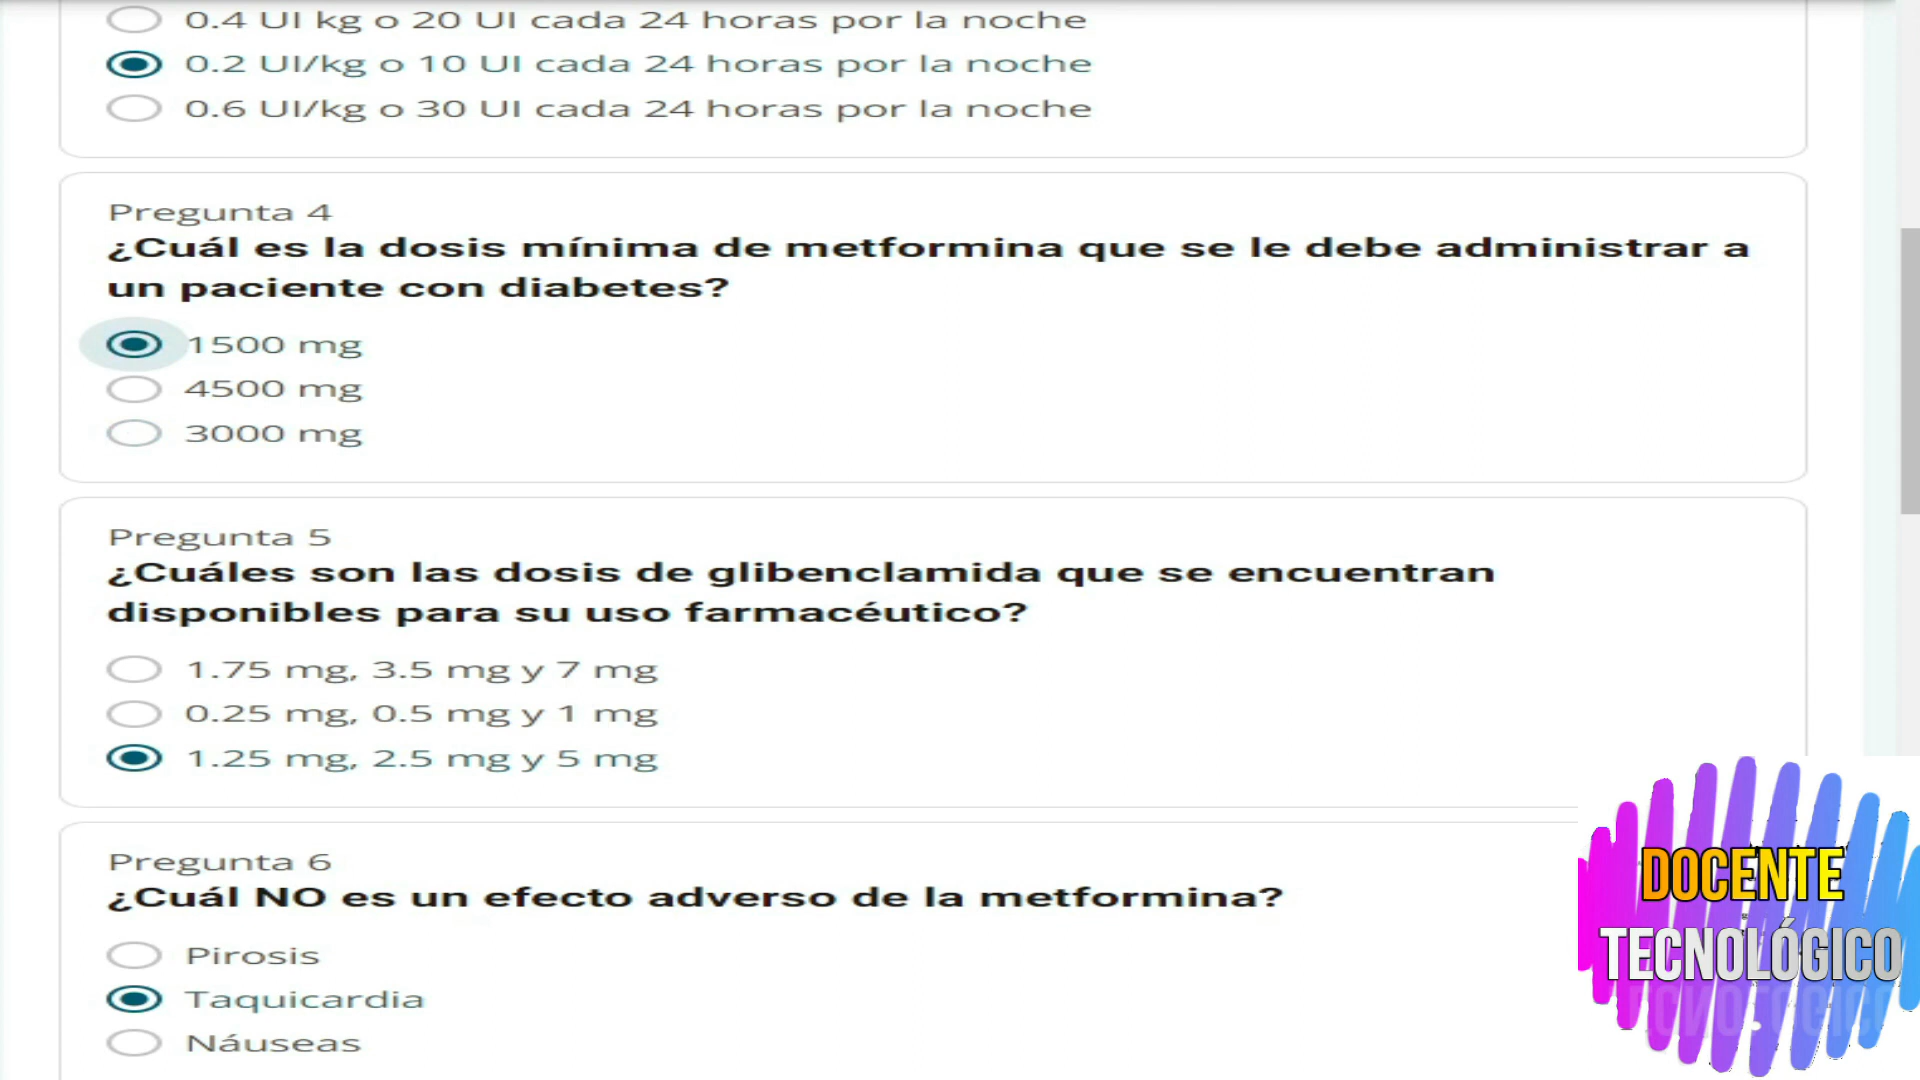 0.4 UI kg o 20 UI cada 24 horas por la noche
0.2 UI/kg o 10 UI cada 24 horas por la noche
0.6 UI/kg o 30 UI cada 24 horas por la noche
Pregunta 4
¿Cuál es la dosis mínima de metformina que se le debe administrar a
un paciente con diabetes?
1500 mg
4500 mg
3000 mg
Pregunta 5
¿Cuáles son las dosis de glibenclamida que se encuentran
disponibles para su uso farmacéutico?
1.75 mg, 3.5 mg y 7 mg
0.25 mg, 0.5 mg y 1 mg
1.25 mg, 2.5 mg y 5 mg
Pregunta 6
¿Cuál NO es un efecto adverso de la metformina?
Pirosis
Taquicardia
Náuseas
DOCENTE
TECNOLÓGICO